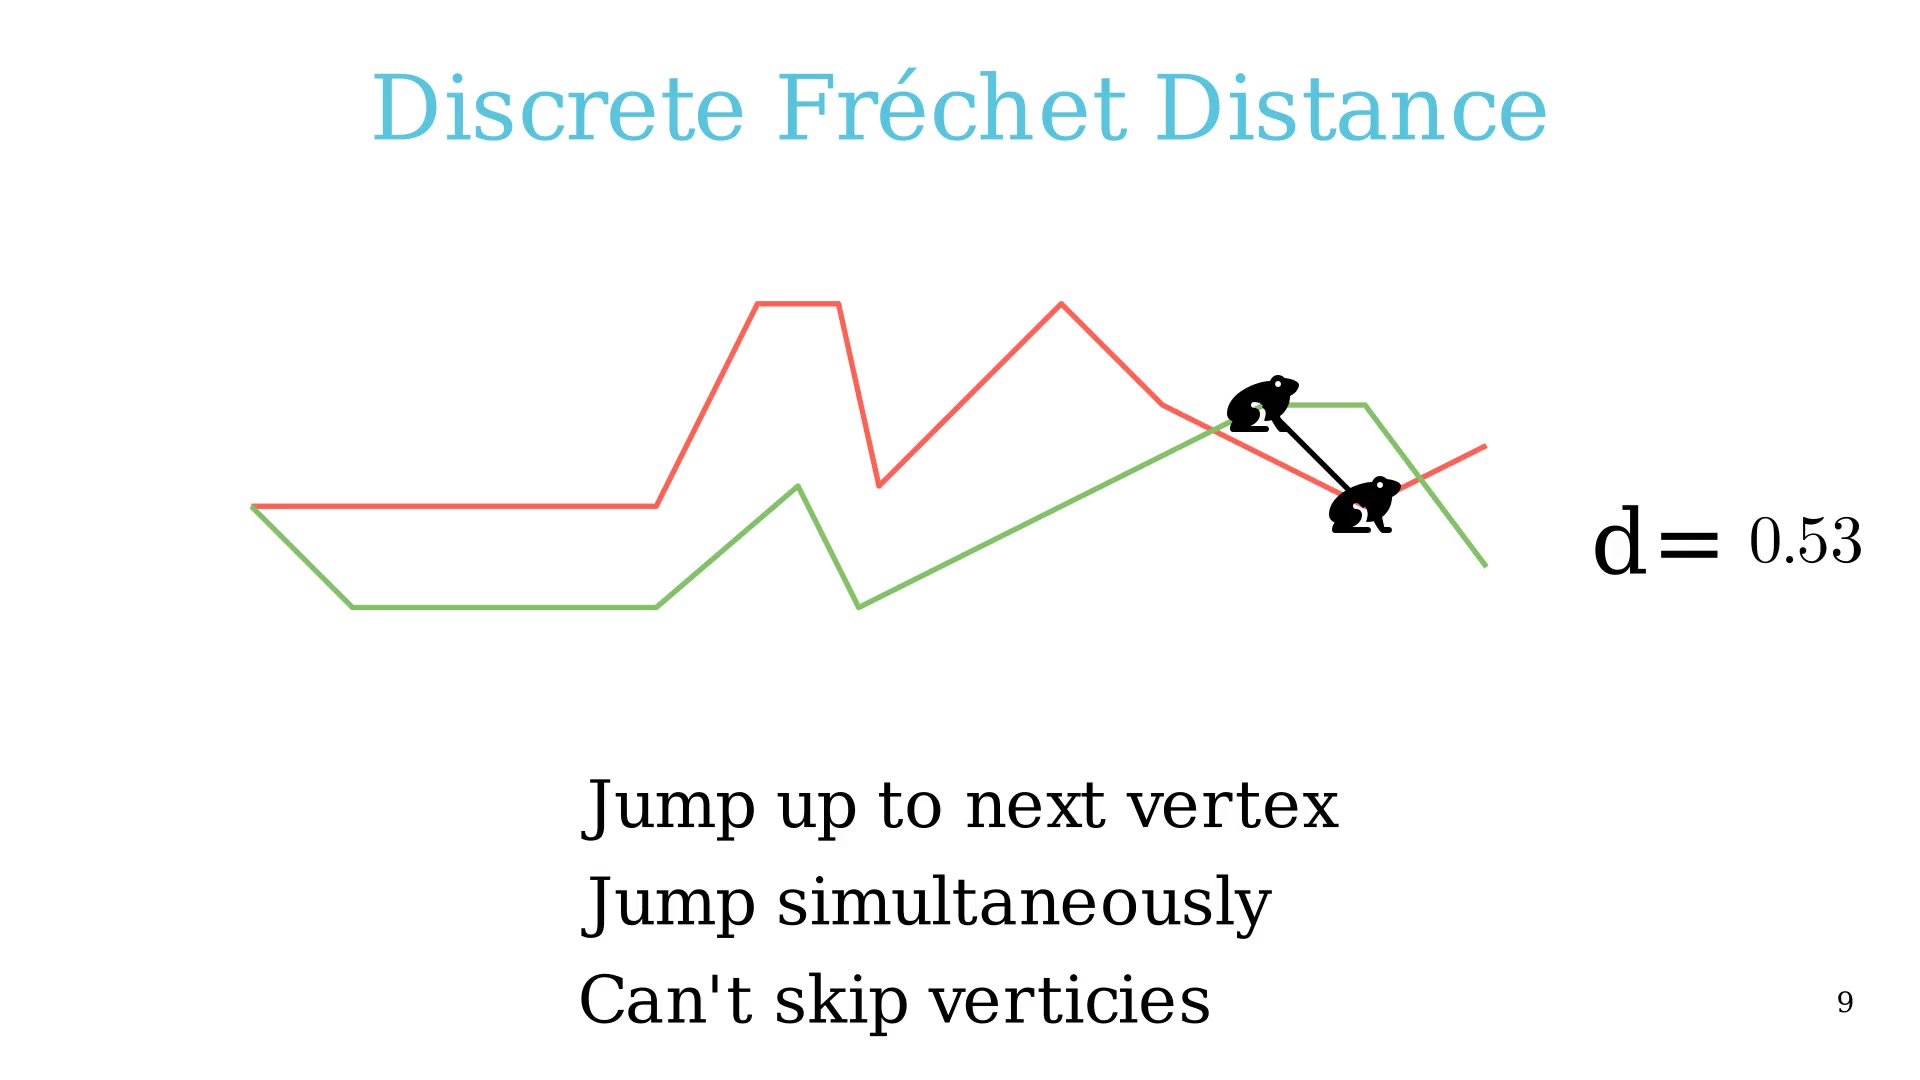 Discrete Fréchet Distance
d= 0.53
Jump up to next vertex
Jump simultaneously
Can't skip verticies
9